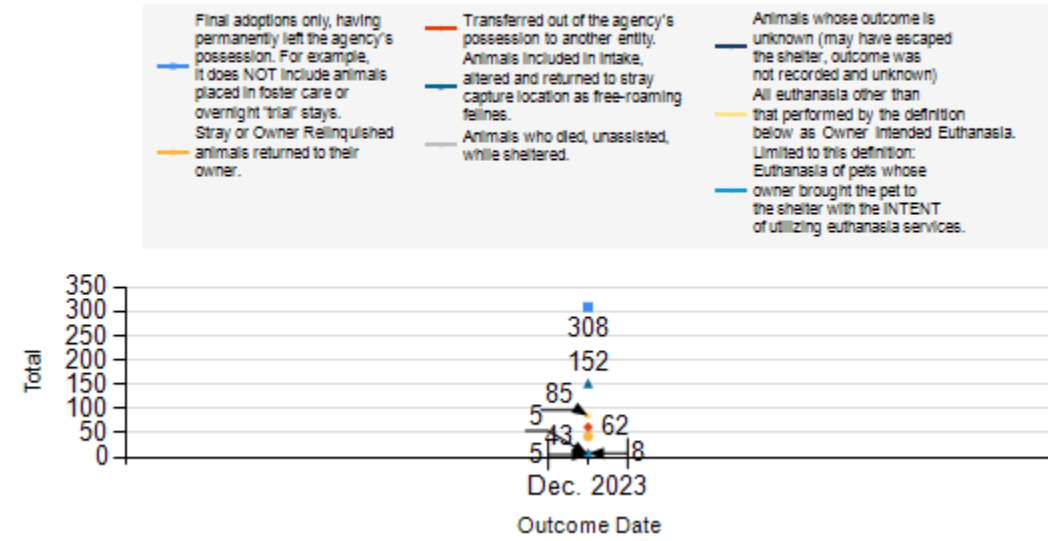 Final adoptions only, having
permanently left the agency's
possession. For example,
it does NOT include animals
placed in foster care or
overnight "trial" stays.
Stray or Owner Relinquished
animals returned to their
owner.
Transferred out of the agency's
possession to another entity.
Animals included in intake,
altered and returned to stray
capture location as free-roaming
felines.
Animals who died, unassisted,
while sheltered.
Animals whose outcome is
unknown (may have escaped
the shelter, outcome was
not recorded and unknown)
All euthanasia other than
that performed by the definition
below as Owner Intended Euthanasia.
Limited to this definition:
Euthanasia of pets whose
owner brought the pet to
the shelter with the INTENT
of utilizing euthanasia services.
Total
350
300
250
200
150
100
50
0
308
152
85
5
62
43
5
8
Dec. 2023
Outcome Date